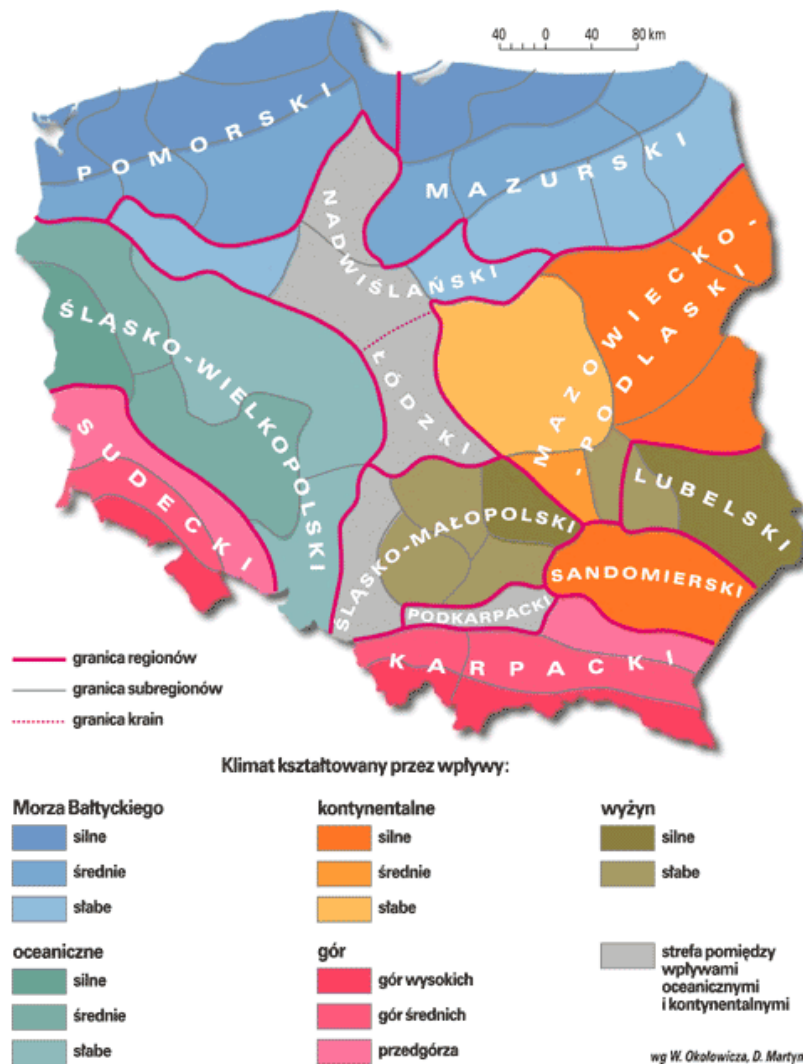 40 0 40 80 km
POMORSKI
MAZURSKI
NADWIŚLAŃSKI
MAZOWIECKO-
-PODLASKI
ŚLĄSKO-WIELKOPOLSKI
ŁÓDZKI
SUDECKI
LUBELSKI
ŚLĄSKO-MAŁOPOLSKI
SANDOMIERSKI
PODKARPACKI
KARPACKI
granica regionów
granica subregionów
granica krain
Klimat kształtowany przez wpływy:
Morza Bałtyckiego
silne
średnie
słabe
kontynentalne
silne
średnie
słabe
wyżyn
silne
słabe
oceaniczne
silne
średnie
słabe
gór
gór wysokich
gór średnich
przedgórza
strefa pomiędzy
wpływami
oceanicznymi
i kontynentalnymi
wg W. Okołowicza, D. Martyn